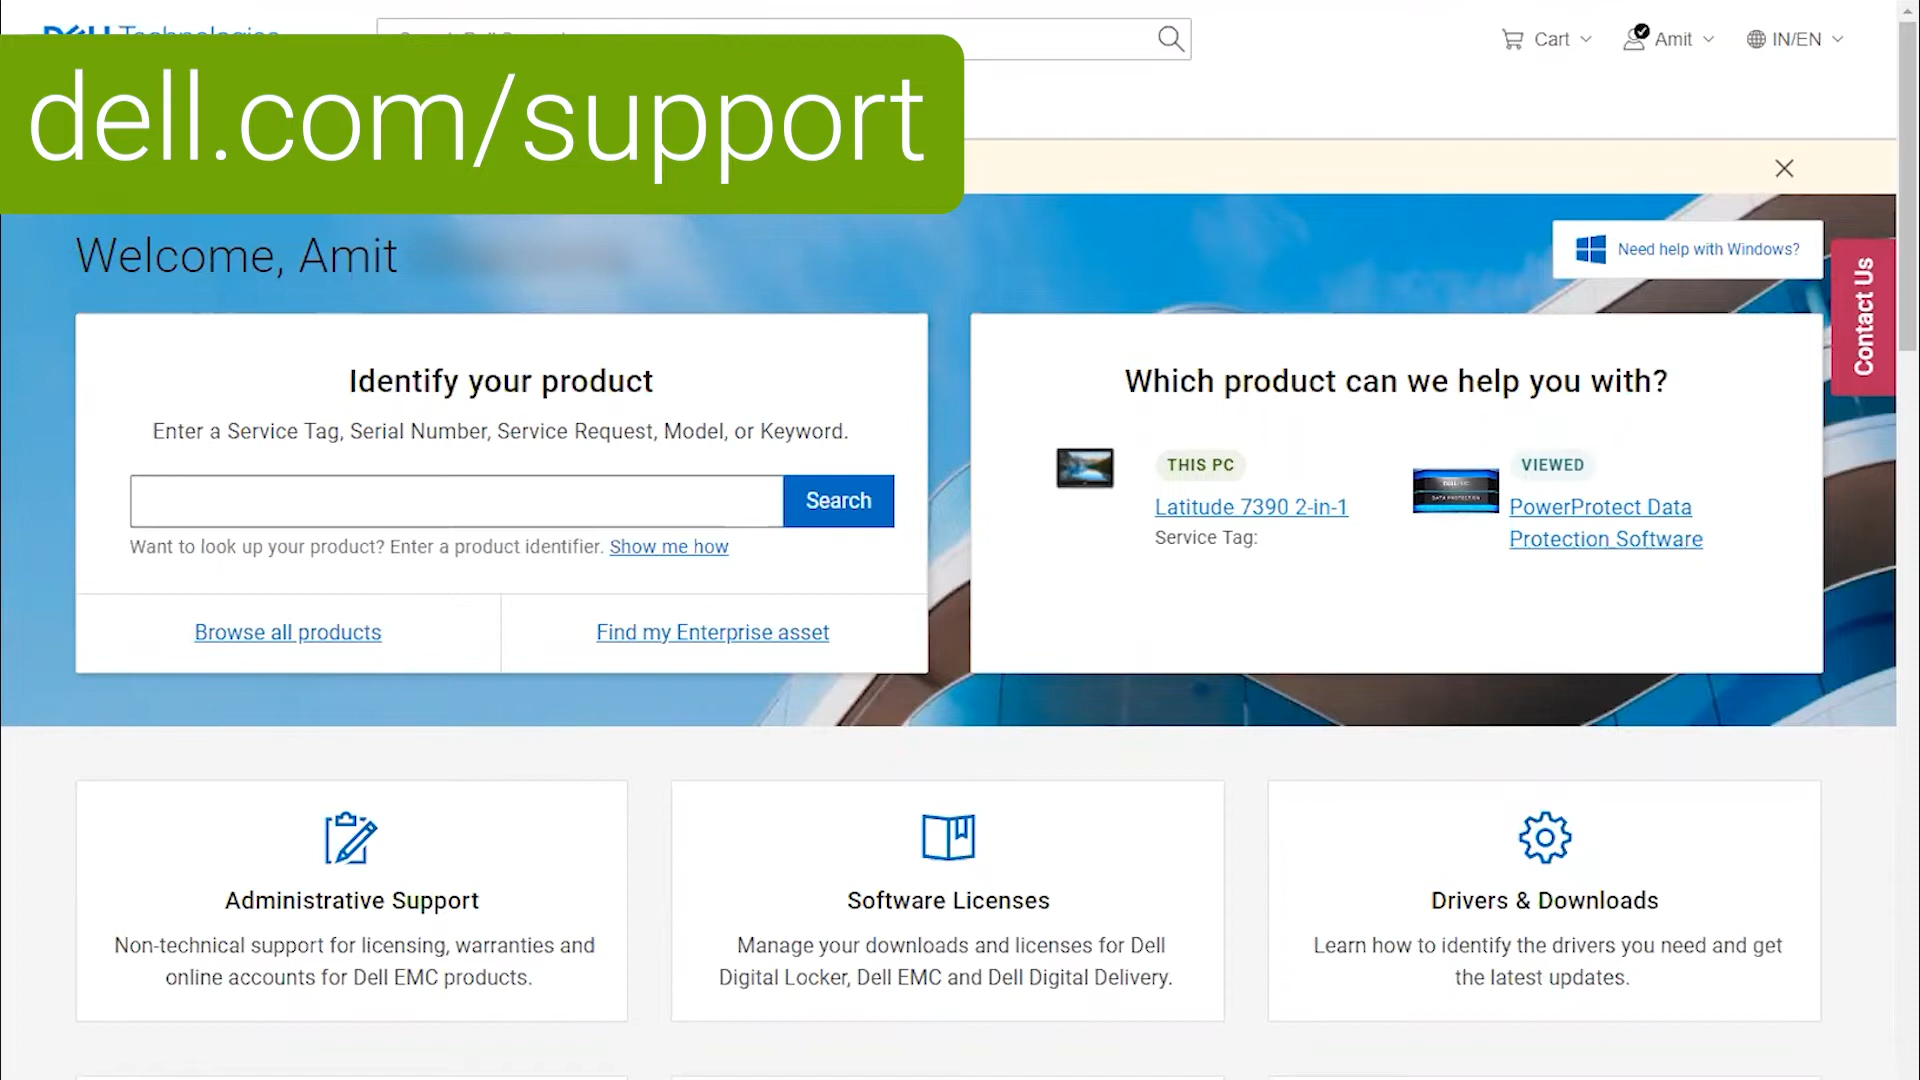 dell.com/support
Cart
Amit
IN/EN
Welcome, Amit
Need help with Windows?
Contact Us
Identify your product
Enter a Service Tag, Serial Number, Service Request, Model, or Keyword.
Search
Want to look up your product? Enter a product identifier. Show me how
Browse all products
Find my Enterprise asset
Which product can we help you with?
THIS PC
Latitude 7390 2-in-1
Service Tag:
VIEWED
PowerProtect Data
Protection Software
Administrative Support
Non-technical support for licensing, warranties and
online accounts for Dell EMC products.
Software Licenses
Manage your downloads and licenses for Dell
Digital Locker, Dell EMC and Dell Digital Delivery.
Drivers & Downloads
Learn how to identify the drivers you need and get
the latest updates.